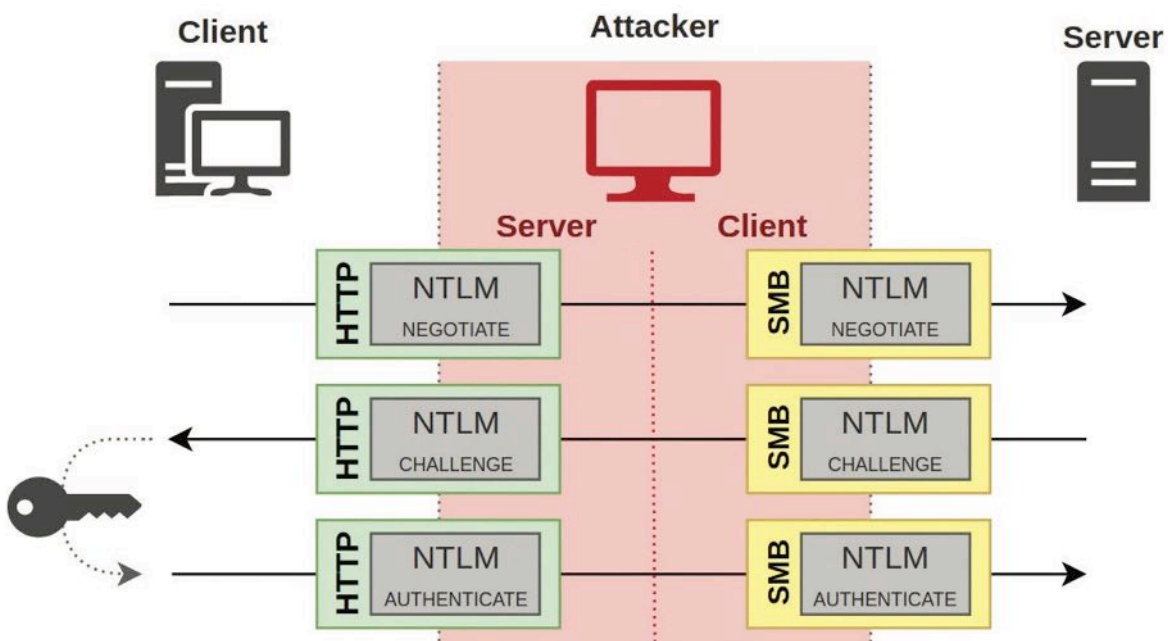 Client
Attacker
Server
Server
Client
HTTP
NTLM
NEGOTIATE
SMB
NTLM
NEGOTIATE
HTTP
NTLM
CHALLENGE
SMB
NTLM
CHALLENGE
HTTP
NTLM
AUTHENTICATE
SMB
NTLM
AUTHENTICATE